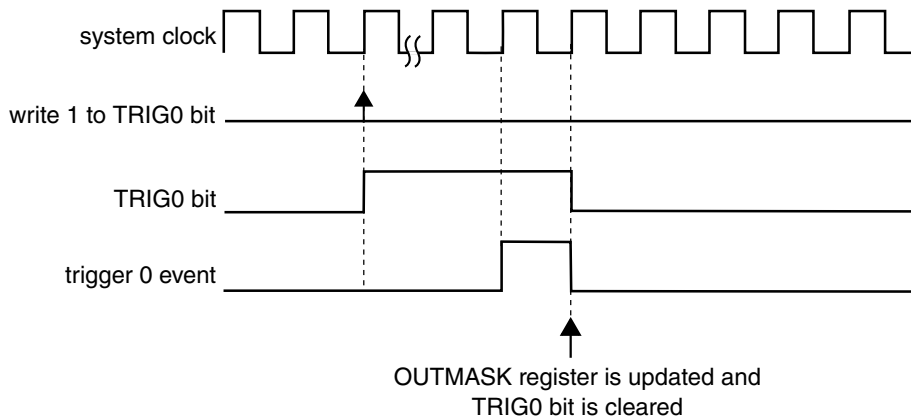 system clock
write 1 to TRIG0 bit
TRIG0 bit
trigger 0 event
OUTMASK register is updated and
TRIG0 bit is cleared